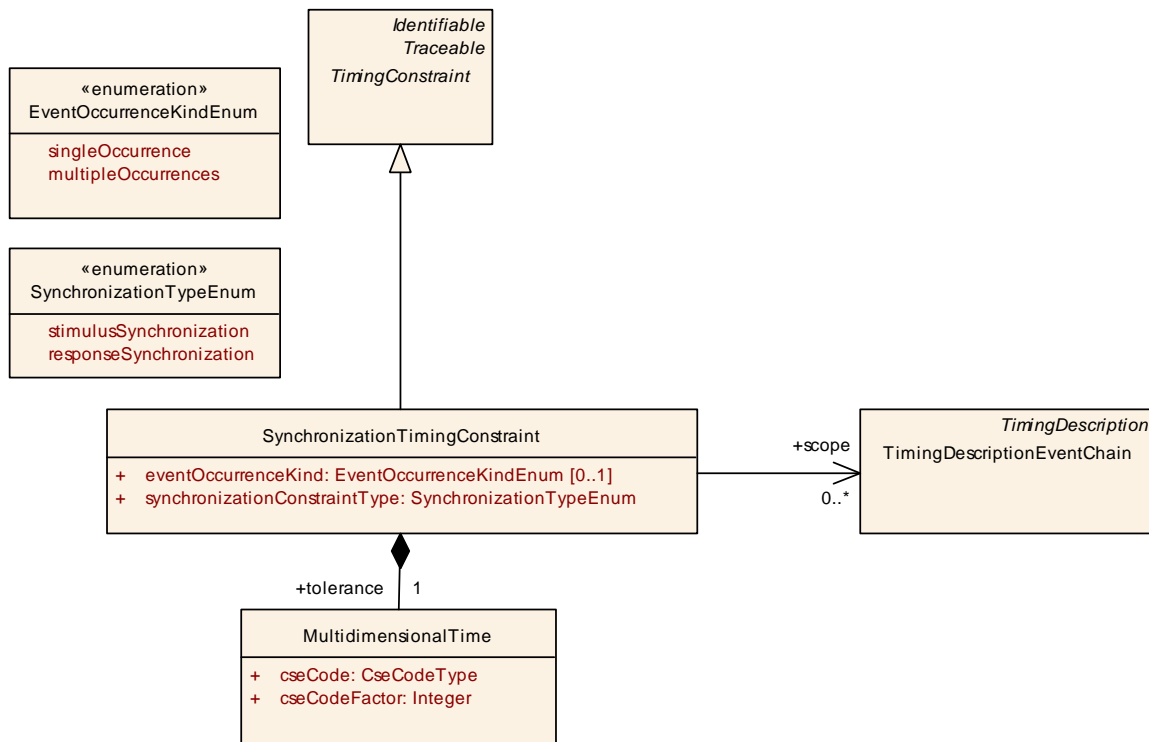 Identifiable
Traceable
TimingConstraint
«enumeration»
EventOccurrenceKindEnum
singleOccurrence
multipleOccurrences
«enumeration»
SynchronizationTypeEnum
stimulusSynchronization
responseSynchronization
SynchronizationTimingConstraint
+ eventOccurrenceKind: EventOccurrenceKindEnum [0..1]
+ synchronizationConstraintType: SynchronizationTypeEnum
+scope
0..*
TimingDescription
TimingDescriptionEventChain
+tolerance 1
MultidimensionalTime
+ cseCode: CseCodeType
+ cseCodeFactor: Integer